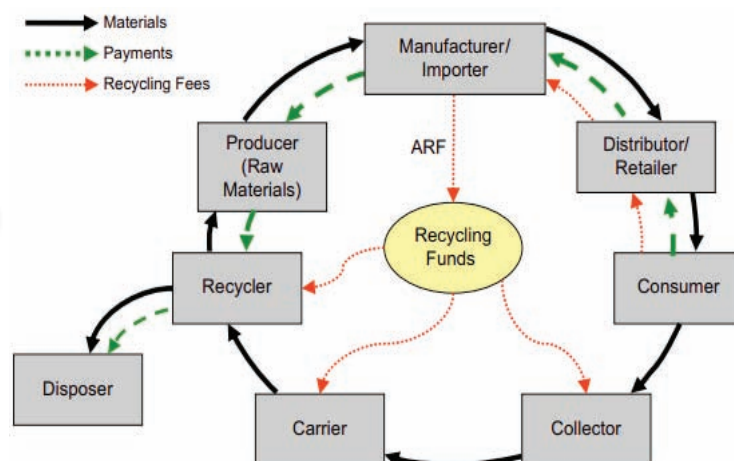 Materials
Payments
Recycling Fees
Manufacturer/
Importer
Producer
(Raw
Materials)
ARF
Distributor/
Retailer
Recycling
Funds
Recycler
Consumer
Disposer
Carrier
Collector